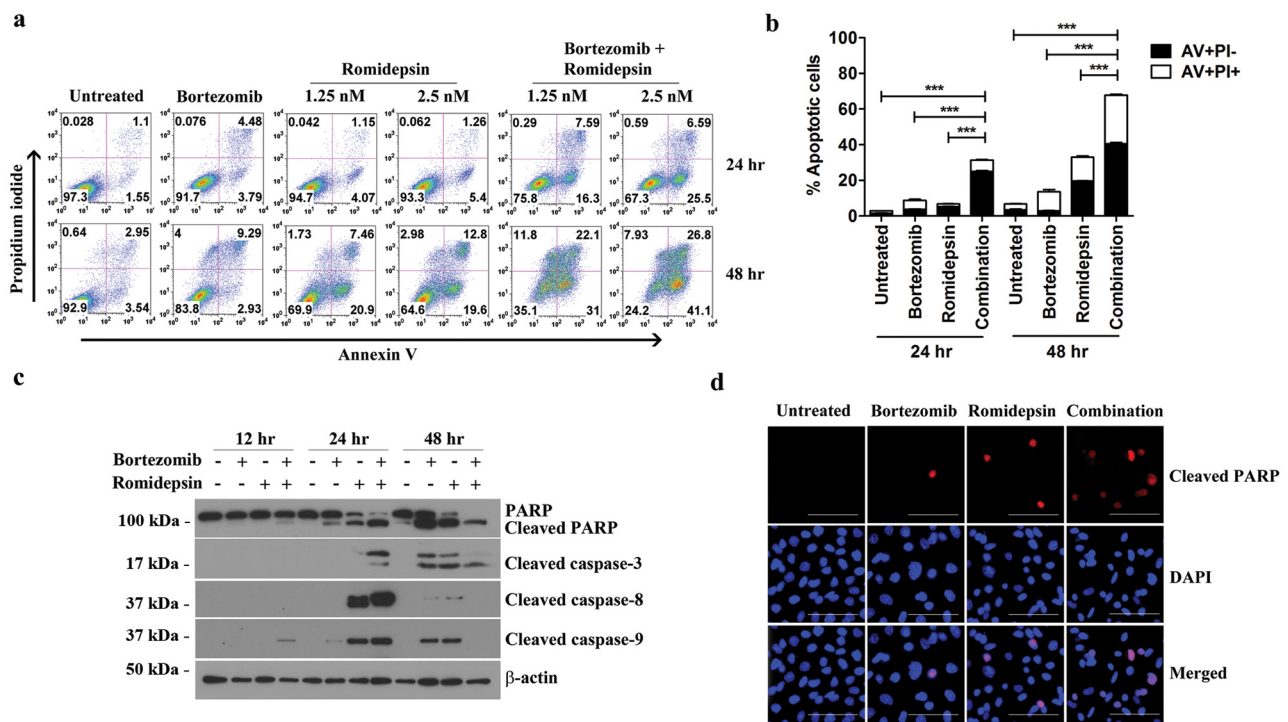 a
Bortezomib +
Romidepsin
Romidepsin
Untreated
Bortezomib
1.25 nM
2.5 nM
1.25 nM
2.5 nM
0.028 1.1
97.3 1.55
0.076 4.48
91.7 3.79
0.042 1.15
94.7 4.07
0.062 1.26
93.3 5.4
0.29 7.59
75.8 16.3
0.59 6.59
67.3 25.5
24 hr
0.64 2.95
92.9 3.54
4 9.29
83.8 2.93
1.73 7.46
69.9 20.9
2.98 12.8
64.6 19.6
11.8 22.1
35.1 31
7.93 26.8
24.2 41.1
48 hr
Propidium iodide
Annexin V
b
% Apoptotic cells
100
80
60
40
20
0
***
***
***
***
***
***
AV+PI-
AV+PI+
Untreated
Bortezomib
Romidepsin
Combination
Untreated
Bortezomib
Romidepsin
Combination
24 hr
48 hr
c
12 hr 24 hr 48 hr
Bortezomib - + - + - + - + - + - +
Romidepsin - - + + - - + + - - + +
PARP
100 kDa -
Cleaved PARP
17 kDa -
Cleaved caspase-3
37 kDa -
Cleaved caspase-8
37 kDa -
Cleaved caspase-9
50 kDa -
β-actin
d
Untreated Bortezomib Romidepsin Combination
Cleaved PARP
DAPI
Merged